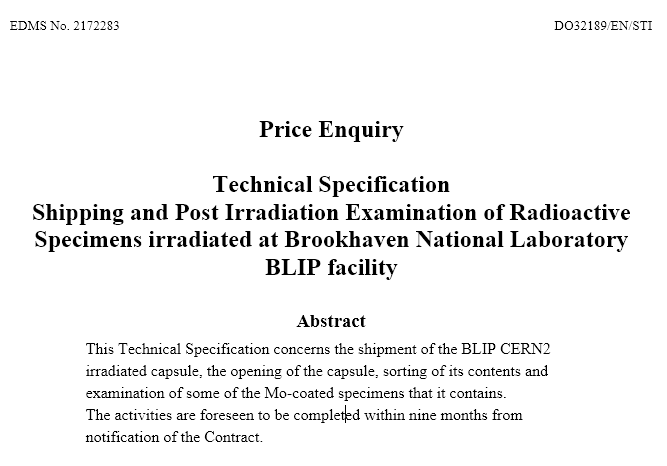 EDMS No. 2172283
DO32189/EN/STI
Price Enquiry
Technical Specification
Shipping and Post Irradiation Examination of Radioactive
Specimens irradiated at Brookhaven National Laboratory
BLIP facility
Abstract
This Technical Specification concerns the shipment of the BLIP CERN2
irradiated capsule, the opening of the capsule, sorting of its contents and
examination of some of the Mo-coated specimens that it contains.
The activities are foreseen to be completed within nine months from
notification of the Contract.